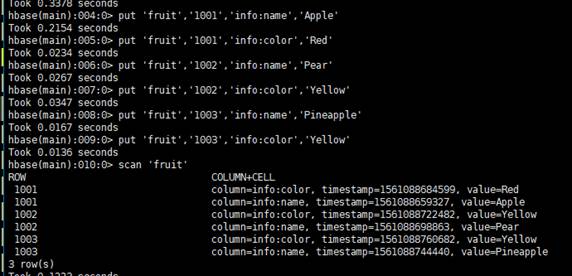 Took 0.3378 seconds
hbase(main):004:0> put 'fruit','1001','info:name','Apple'
Took 0.2154 seconds
hbase(main):005:0> put 'fruit','1001','info:color','Red'
Took 0.0234 seconds
hbase(main):006:0> put 'fruit','1002','info:name','Pear'
Took 0.0267 seconds
hbase(main):007:0> put 'fruit','1002','info:color','Yellow'
Took 0.0347 seconds
hbase(main):008:0> put 'fruit','1003','info:name','Pineapple'
Took 0.0167 seconds
hbase(main):009:0> put 'fruit','1003','info:color','Yellow'
Took 0.0136 seconds
hbase(main):010:0> scan 'fruit'
ROW COLUMN+CELL
1001 column=info:color, timestamp=1561088684599, value=Red
1001 column=info:name, timestamp=1561088659327, value=Apple
1002 column=info:color, timestamp=1561088722482, value=Yellow
1002 column=info:name, timestamp=1561088698863, value=Pear
1003 column=info:color, timestamp=1561088760682, value=Yellow
1003 column=info:name, timestamp=1561088744440, value=Pineapple
3 row(s)
Took seconds